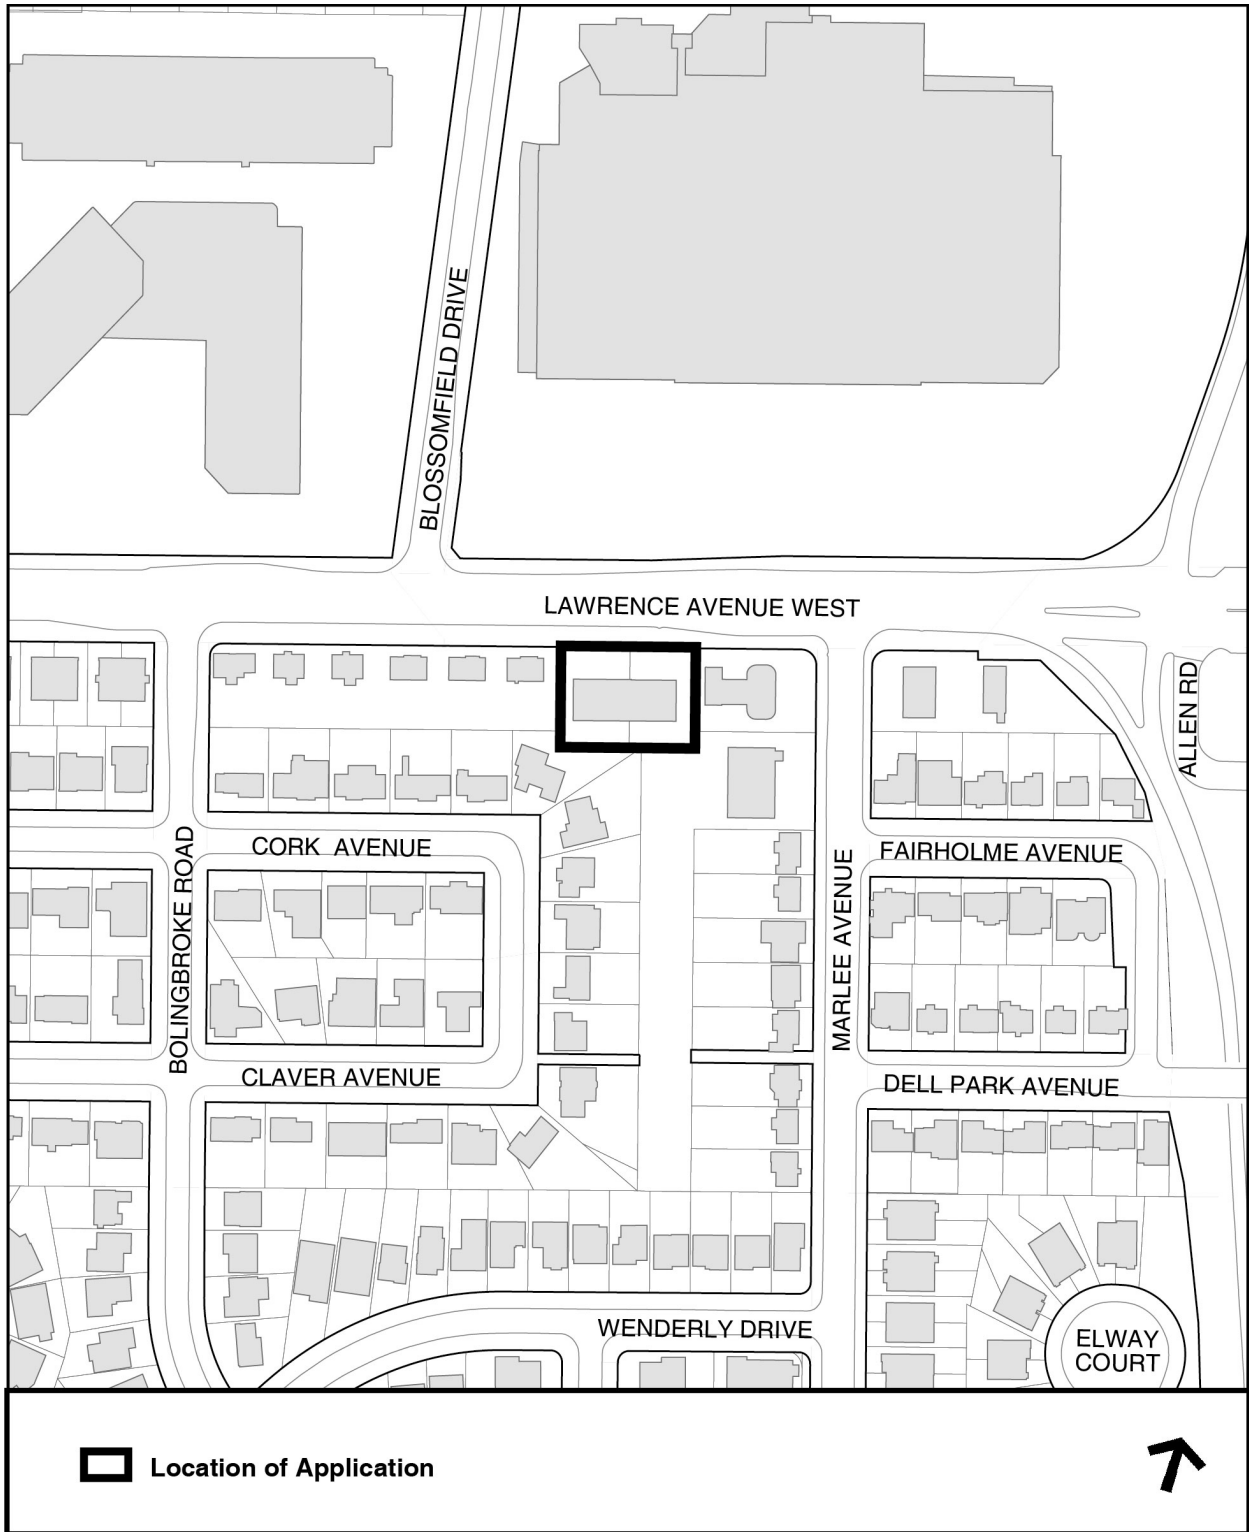 BLOSSOMFIELD DRIVE
LAWRENCE AVENUE WEST
ALLEN RD
CORK AVENUE
FAIRHOLME AVENUE
BOLINGBROKE ROAD
MARLEE AVENUE
CLAVER AVENUE
DELL PARK AVENUE
WENDERLY DRIVE
ELWAY
COURT
Location of Application